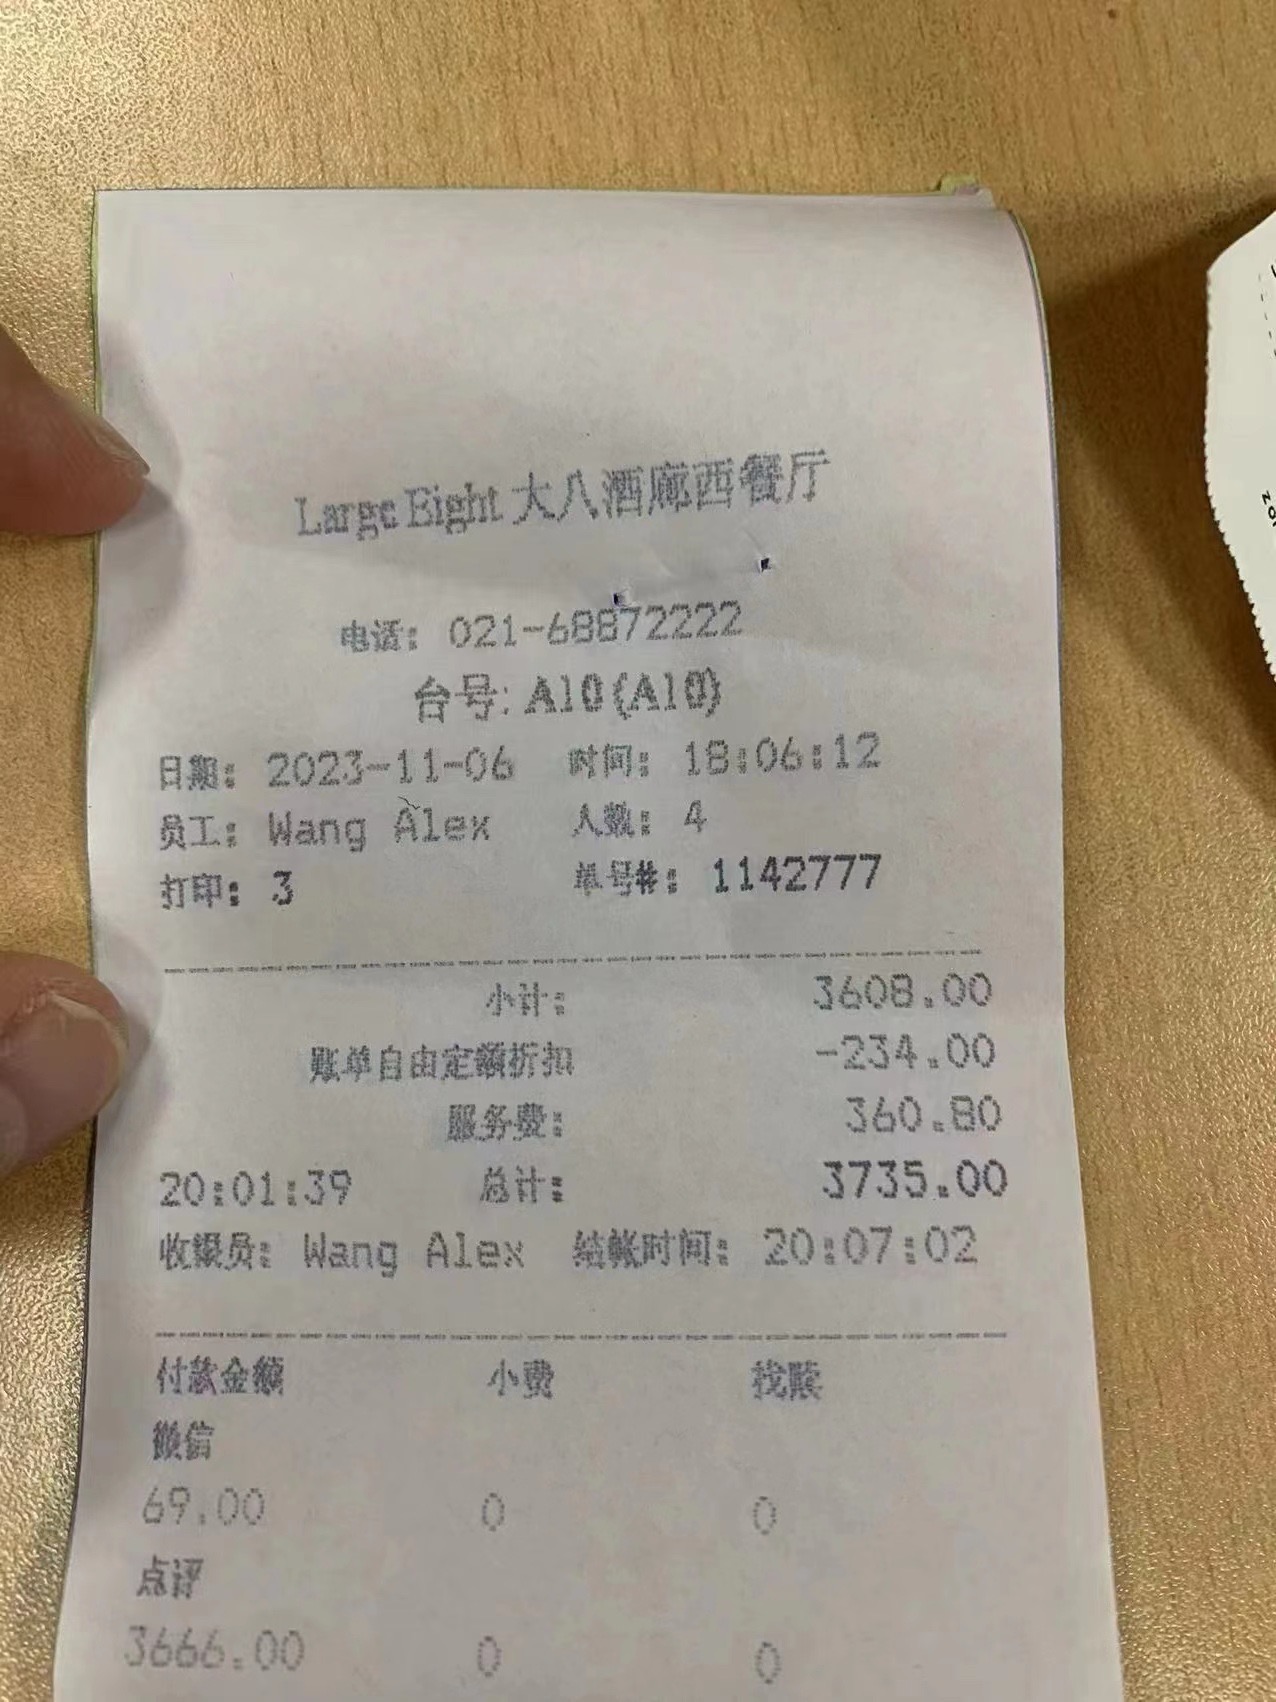 Large Eight 大八酒廊西餐厅
电话: 021-68872222
台号: A10(A10)
日期: 2023-11-06 时间: 18:06:12
员工: Wang Alex 人数: 4
打印: 3 单号#: 1142777
小计: 3608.00
账单自由定额折扣 -234.00
服务费: 360.80
20:01:39 总计: 3735.00
收银员: Wang Alex 结帐时间: 20:07:02
付款金额 小费 找赎
微信
69.00 0 0
点评
3666.00 0 0